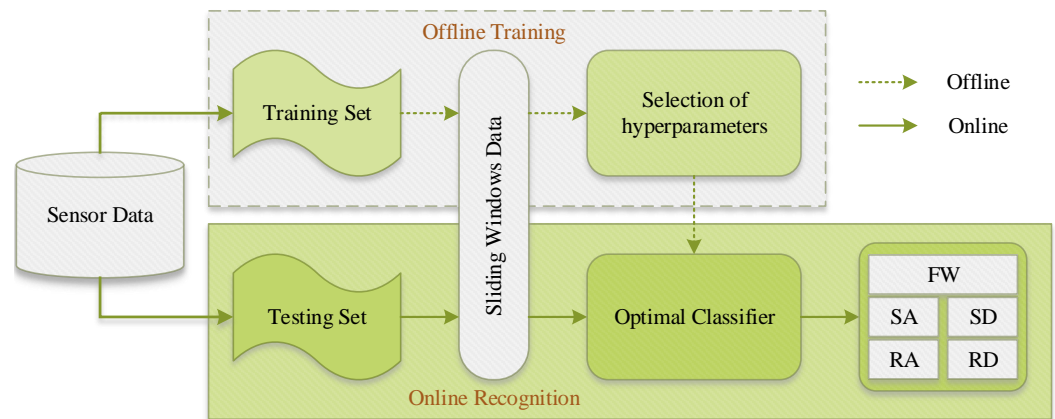 Offline Training
Training Set
Selection of
hyperparameters
Offline
Online
Sensor Data
Sliding Windows Data
Testing Set
Optimal Classifier
FW
SA
SD
RA
RD
Online Recognition